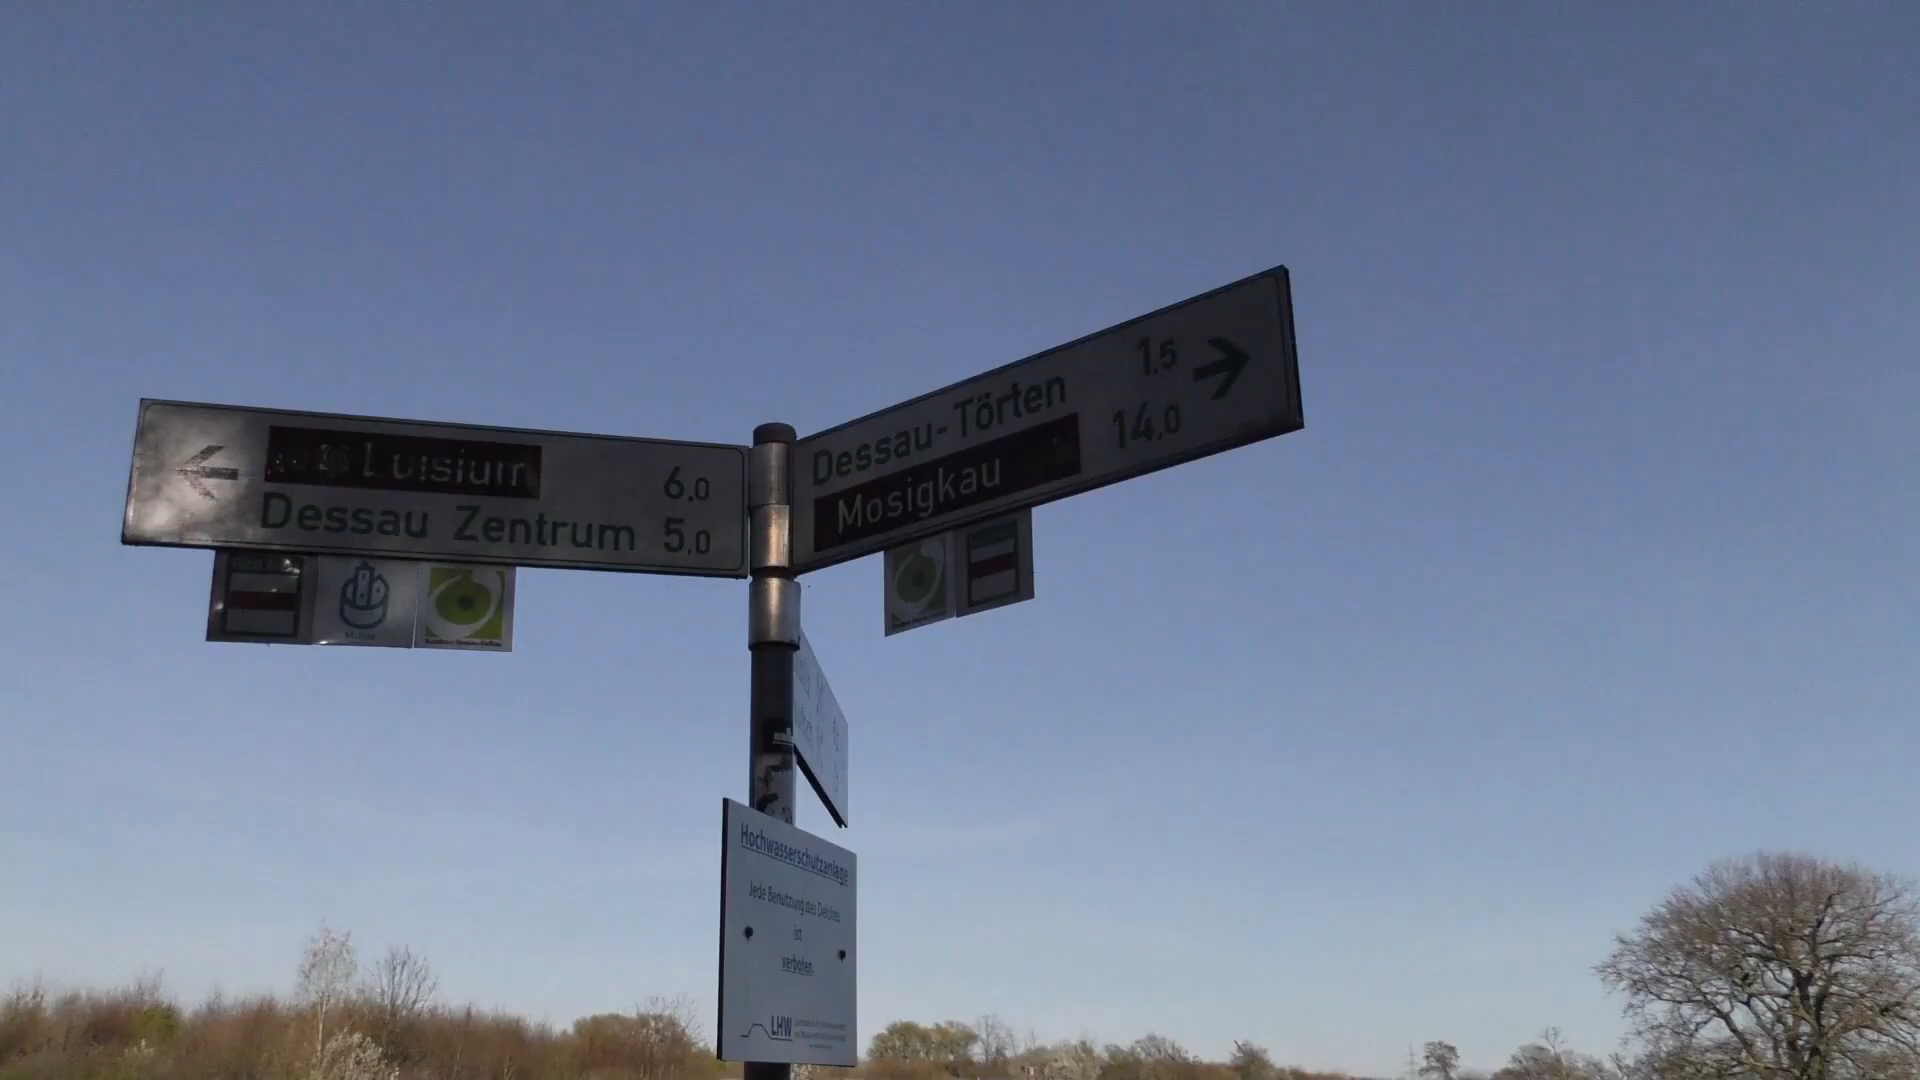 Luisium 6,0
Dessau Zentrum 5,0
Dessau-Törten 1,5
Mosigkau 14,0
Mulde
Hochwasserschutzanlage
Jede Benutzung des Deiches
ist
verboten.
LHW